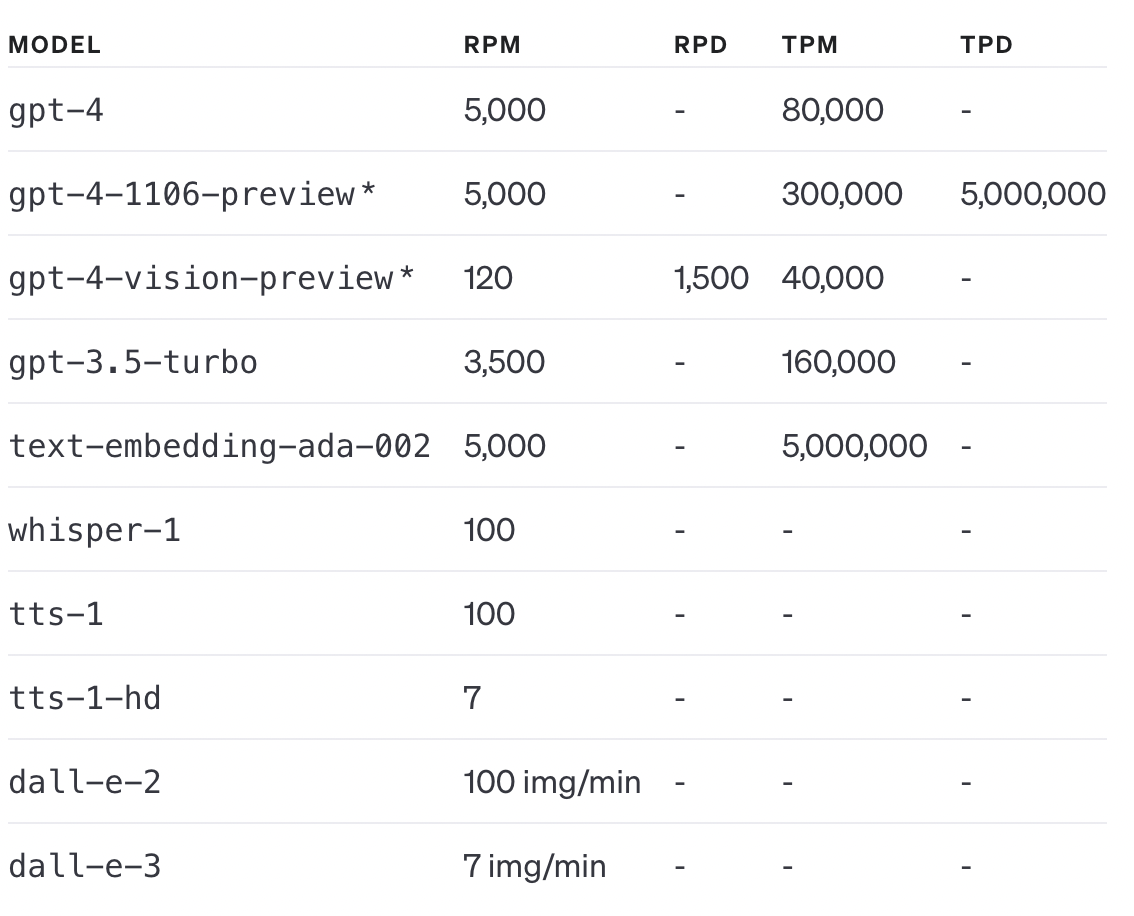 MODEL RPM RPD TPM TPD
gpt-4 5,000 - 80,000 -
gpt-4-1106-preview* 5,000 - 300,000 5,000,000
gpt-4-vision-preview* 120 1,500 40,000 -
gpt-3.5-turbo 3,500 - 160,000 -
text-embedding-ada-002 5,000 - 5,000,000 -
whisper-1 100 - - -
tts-1 100 - - -
tts-1-hd 7 - - -
dall-e-2 100 img/min - - -
dall-e-3 7 img/min - - -